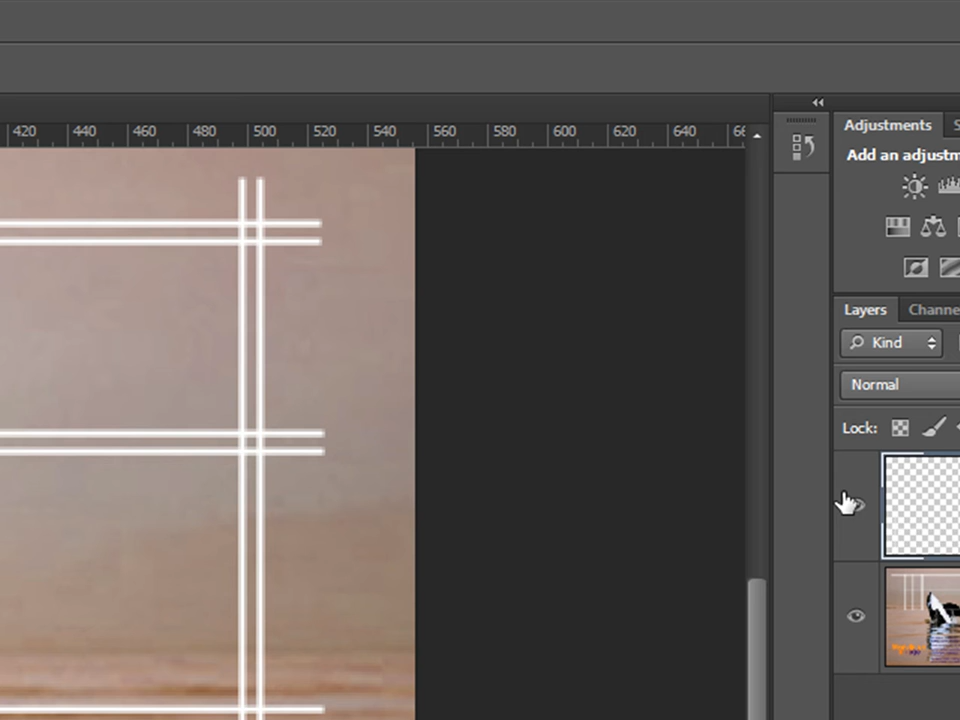 420 440 460 480 500 520 540 560 580 600 620 640 66
Adjustments S
Add an adjustm
Layers Channe
Kind
Normal
Lock: